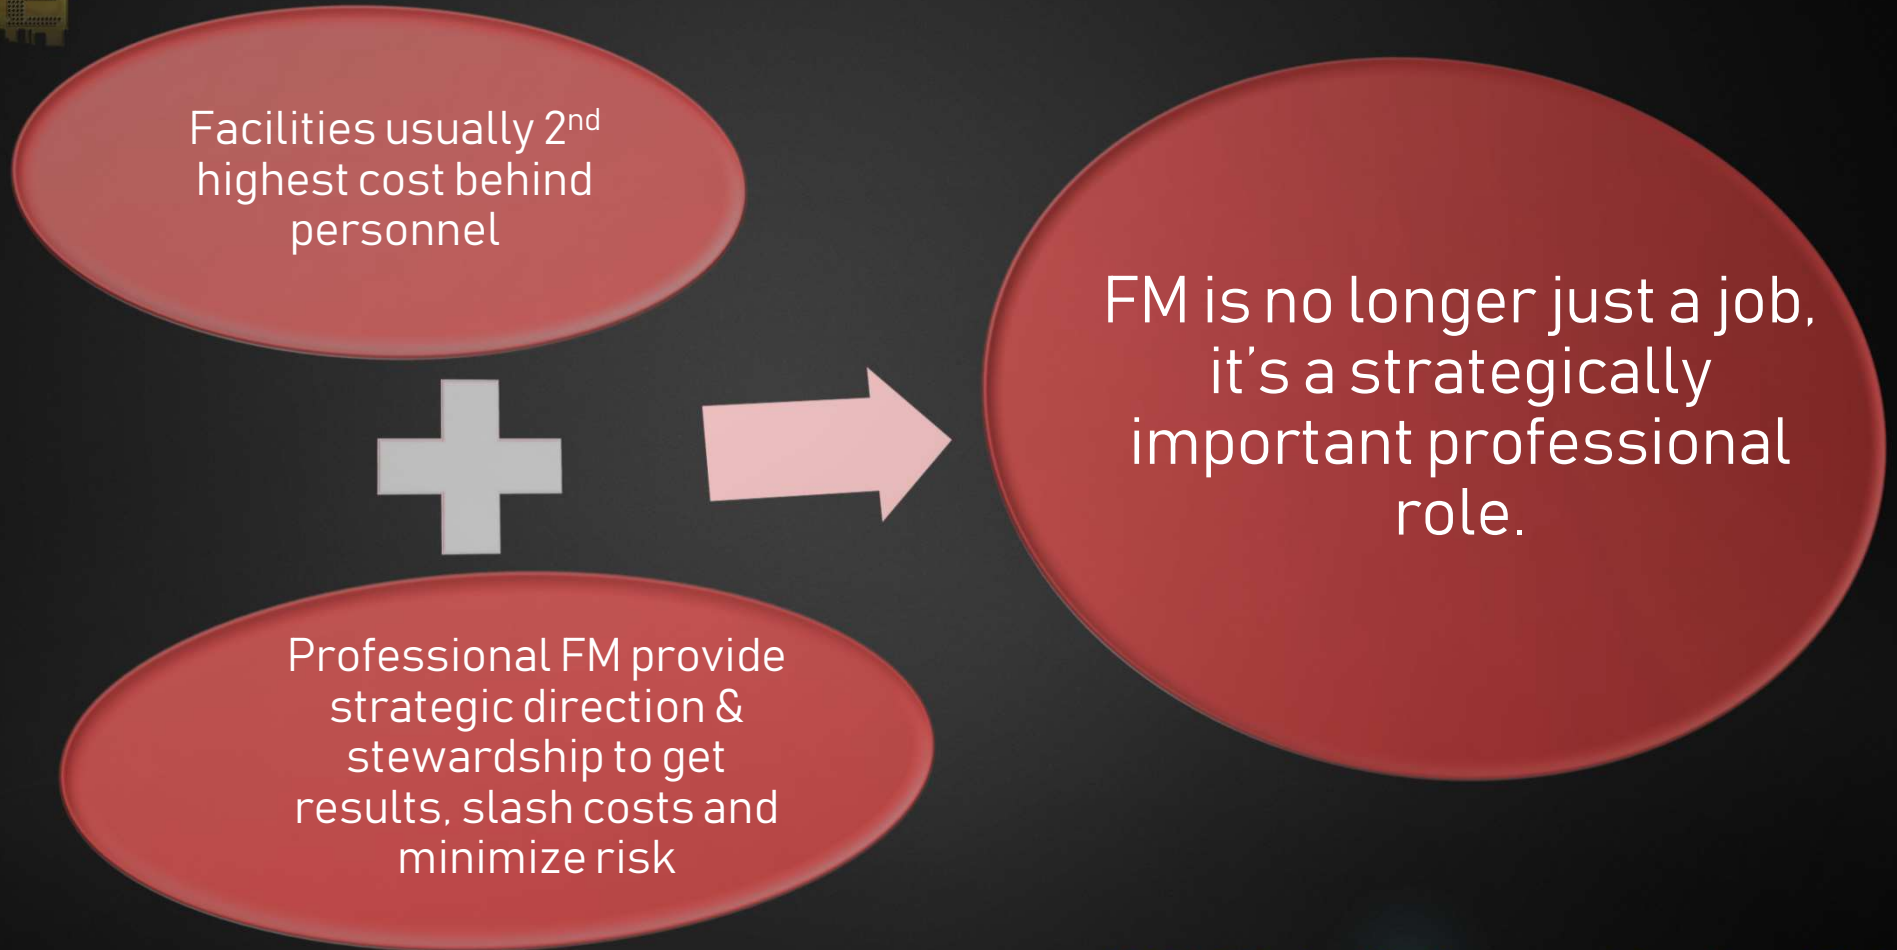 Facilities usually 2nd
highest cost behind
personnel
Professional FM provide
strategic direction &
stewardship to get
results, slash costs and
minimize risk
FM is no longer just a job,
it’s a strategically
important professional
role.